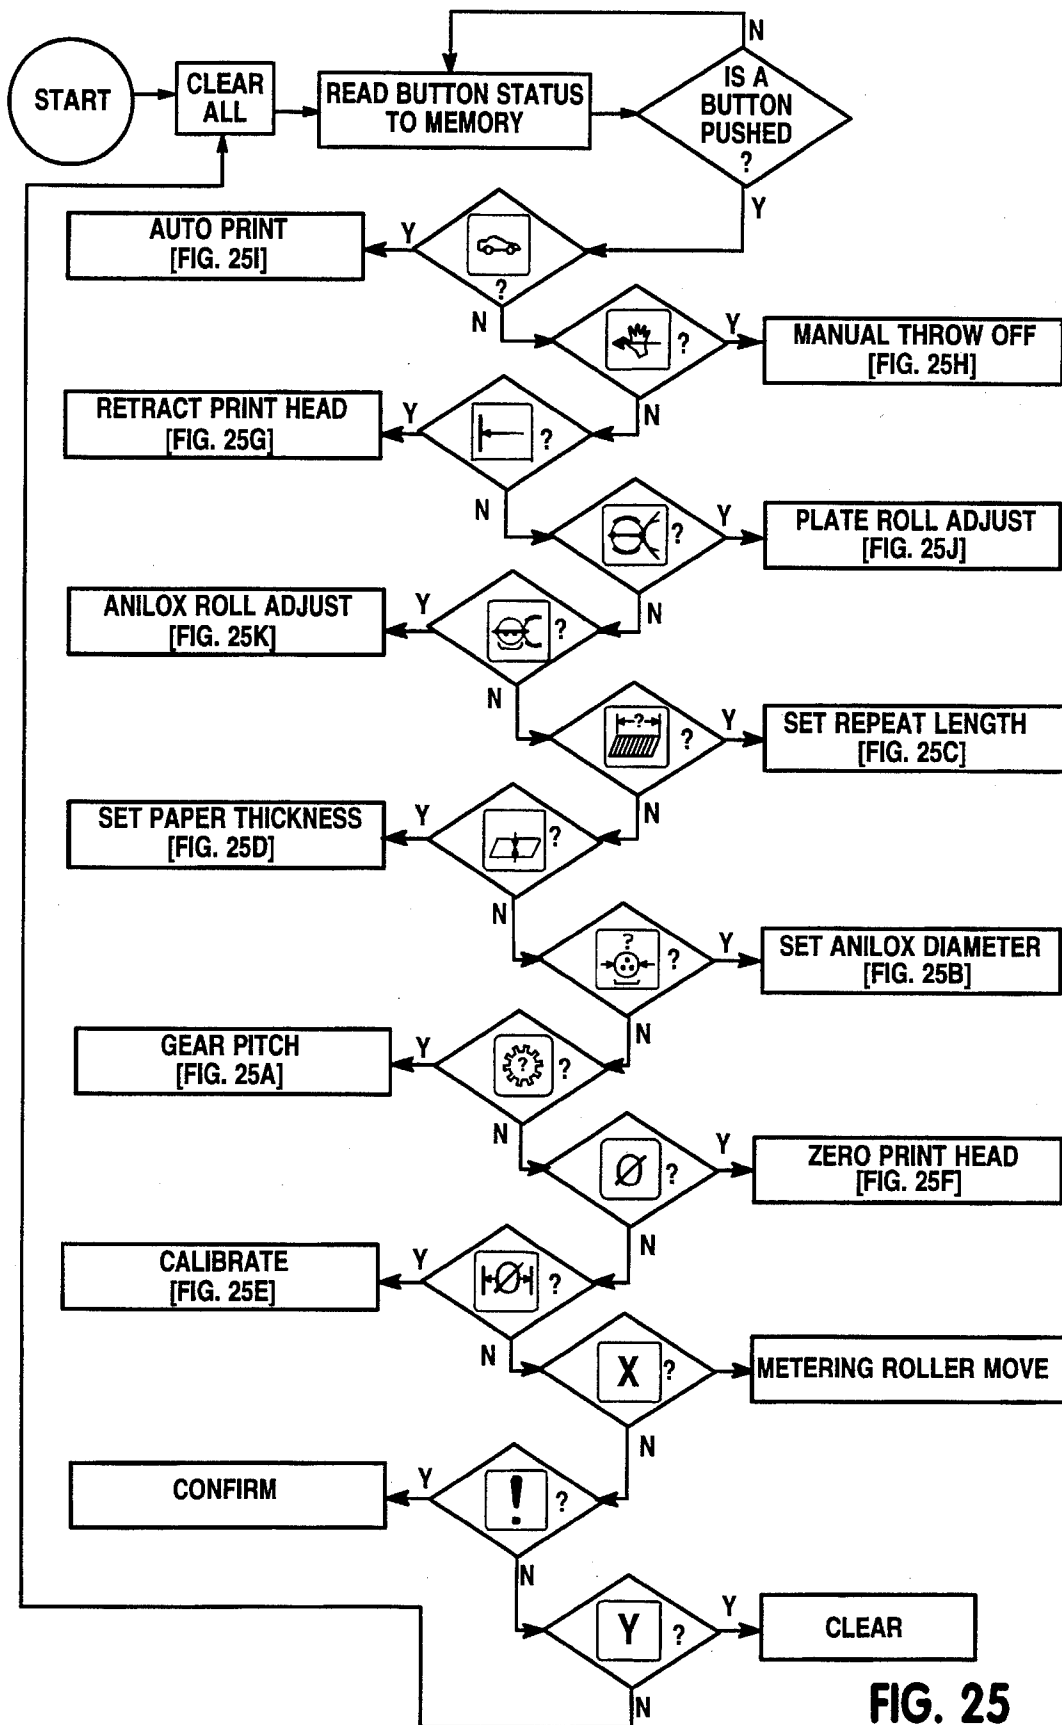 N
START
CLEAR
ALL
READ BUTTON STATUS
TO MEMORY
IS A
BUTTON
PUSHED
?
Y
AUTO PRINT
[FIG. 25I]
Y
?
N
?
Y
MANUAL THROW OFF
[FIG. 25H]
N
RETRACT PRINT HEAD
[FIG. 25G]
Y
?
N
?
Y
PLATE ROLL ADJUST
[FIG. 25J]
N
ANILOX ROLL ADJUST
[FIG. 25K]
Y
?
N
?
?
Y
SET REPEAT LENGTH
[FIG. 25C]
N
SET PAPER THICKNESS
[FIG. 25D]
Y
?
N
?
?
Y
SET ANILOX DIAMETER
[FIG. 25B]
N
GEAR PITCH
[FIG. 25A]
Y
?
?
N
Ø
?
Y
ZERO PRINT HEAD
[FIG. 25F]
N
CALIBRATE
[FIG. 25E]
Y
Ø
?
N
X
?
METERING ROLLER MOVE
N
CONFIRM
Y
!
?
N
Y
?
Y
CLEAR
N
FIG. 25